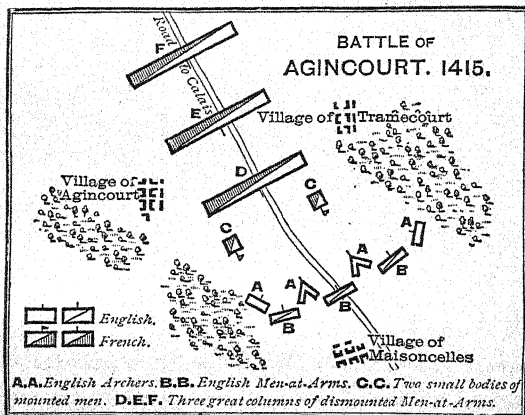 BATTLE OF
AGINCOURT. 1415.
Road to Calais
F
E
D
Village of Tramecourt
Village of
Agincourt
C
C
A
A
A
A
B
B
B
English.
French.
Village of
Maisoncelles
A.A. English Archers. B.B. English Men-at-Arms. C.C. Two small bodies of
mounted men. D.E.F. Three great columns of dismounted Men-at-Arms.